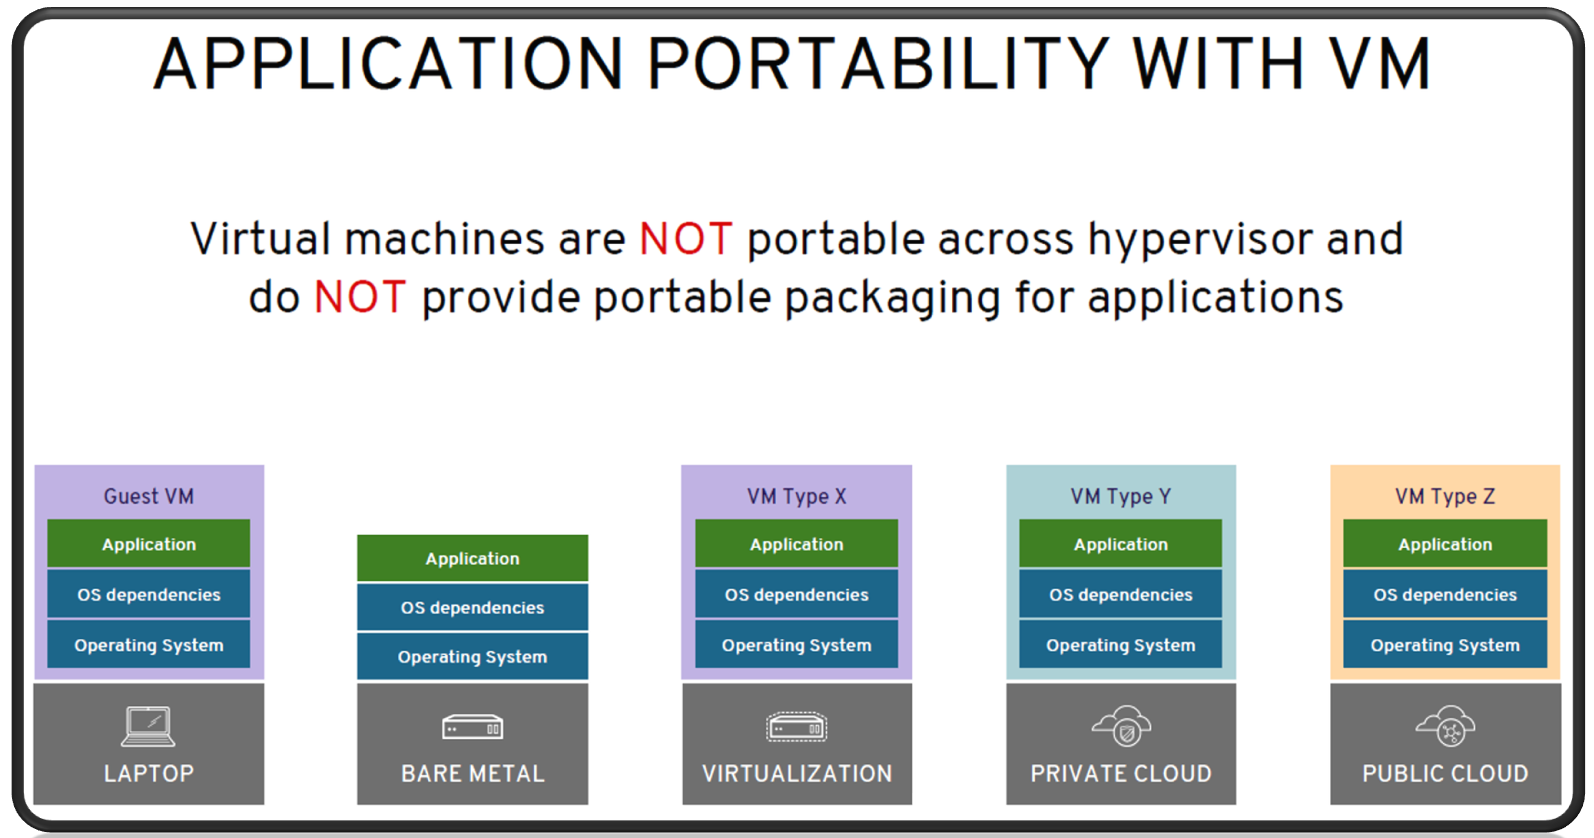 APPLICATION PORTABILITY WITH VM
Virtual machines are NOT portable across hypervisor and
do NOT provide portable packaging for applications
Guest VM
Application
OS dependencies
Operating System
LAPTOP
Application
OS dependencies
Operating System
BARE METAL
VM Type X
Application
OS dependencies
Operating System
VIRTUALIZATION
VM Type Y
Application
OS dependencies
Operating System
PRIVATE CLOUD
VM Type Z
Application
OS dependencies
Operating System
PUBLIC CLOUD